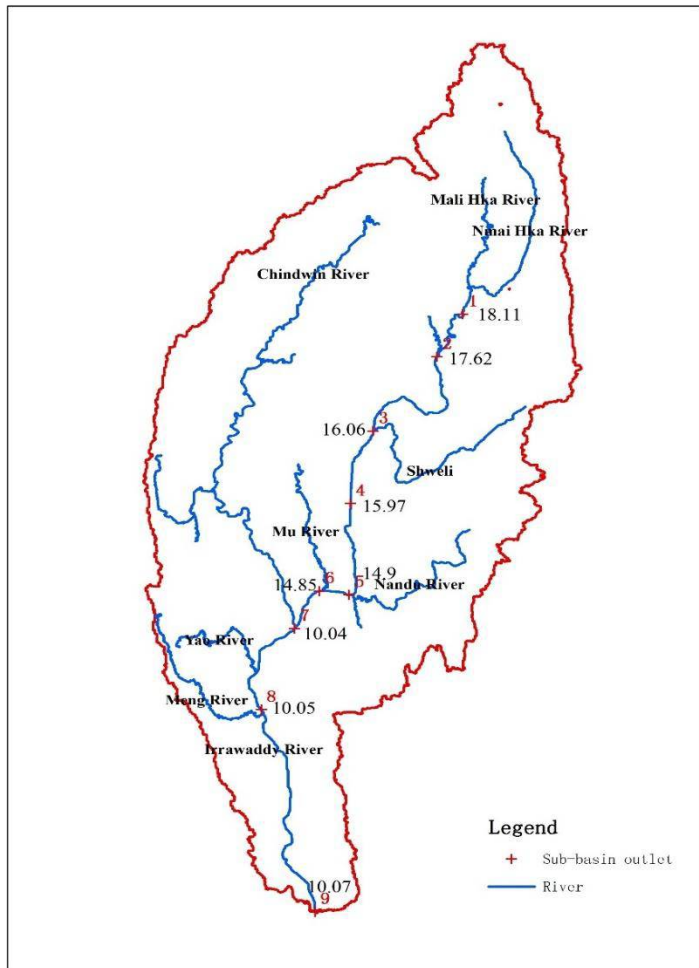 Mali Hka River
Nmai Hka River
Chindwin River
1
18.11
2
17.62
3
16.06
Shweli
4
15.97
Mu River
14.9
6
5
14.85
Nandu River
7
10.04
Yao River
Meng River
8
10.05
Irrawaddy River
Legend
Sub-basin outlet
River
10.07
9